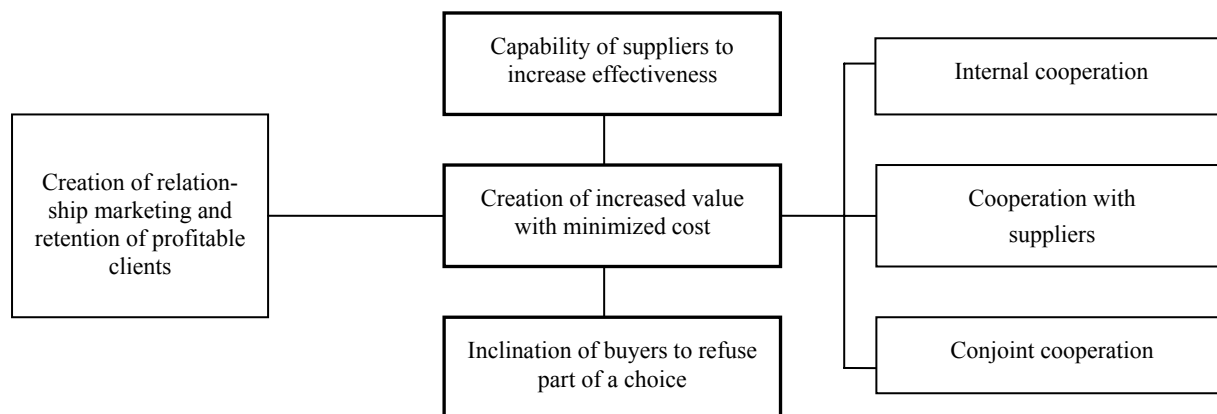 Capability of suppliers to
increase effectiveness
Internal cooperation
Creation of relation-
ship marketing and
retention of profitable
clients
Creation of increased value
with minimized cost
Cooperation with
suppliers
Inclination of buyers to refuse
part of a choice
Conjoint cooperation